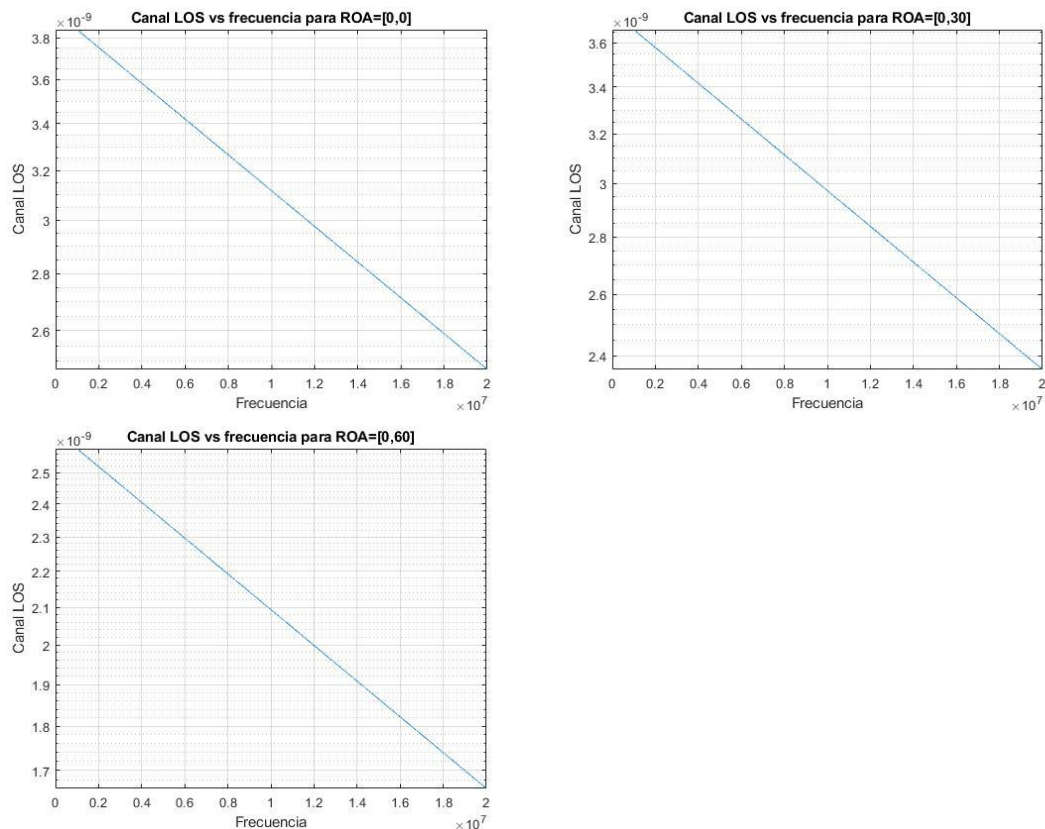 Canal LOS vs frecuencia para ROA=[0,0]
×10⁻⁹
3.8
3.6
3.4
3.2
3
2.8
2.6
Canal LOS
0 0.2 0.4 0.6 0.8 1 1.2 1.4 1.6 1.8 2
Frecuencia
×10⁷
Canal LOS vs frecuencia para ROA=[0,30]
×10⁻⁹
3.6
3.4
3.2
3
2.8
2.6
2.4
Canal LOS
0 0.2 0.4 0.6 0.8 1 1.2 1.4 1.6 1.8 2
Frecuencia
×10⁷
Canal LOS vs frecuencia para ROA=[0,60]
×10⁻⁹
2.5
2.4
2.3
2.2
2.1
2
1.9
1.8
1.7
Canal LOS
0 0.2 0.4 0.6 0.8 1 1.2 1.4 1.6 1.8 2
Frecuencia
×10⁷